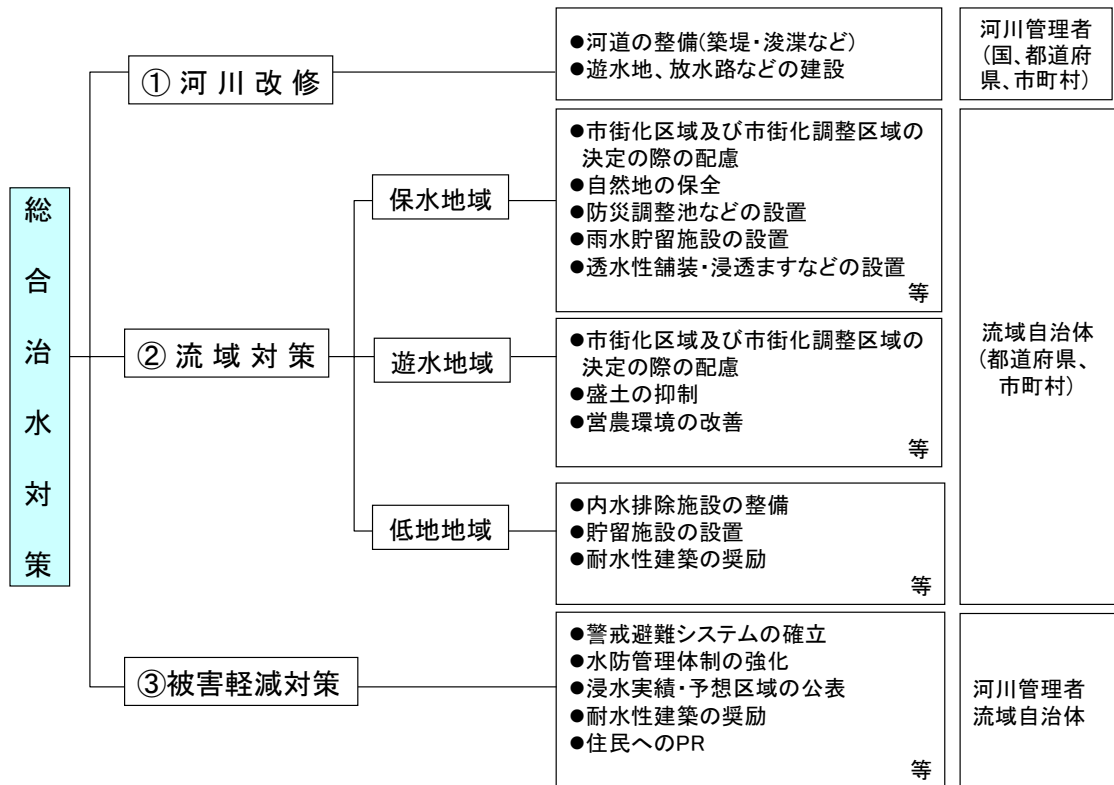 総合治水対策
①河川改修
●河道の整備(築堤・浚渫など)
●遊水地、放水路などの建設
河川管理者
(国、都道府
県、市町村)
②流域対策
保水地域
●市街化区域及び市街化調整区域の
決定の際の配慮
●自然地の保全
●防災調整池などの設置
●雨水貯留施設の設置
●透水性舗装・浸透ますなどの設置
等
遊水地域
●市街化区域及び市街化調整区域の
決定の際の配慮
●盛土の抑制
●営農環境の改善
等
低地地域
●内水排除施設の整備
●貯留施設の設置
●耐水性建築の奨励
等
流域自治体
(都道府県、
市町村)
③被害軽減対策
●警戒避難システムの確立
●水防管理体制の強化
●浸水実績・予想区域の公表
●耐水性建築の奨励
●住民へのPR
等
河川管理者
流域自治体